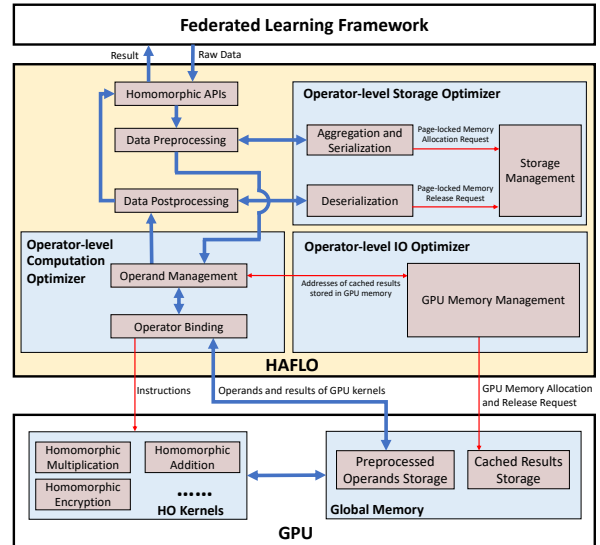 Federated Learning Framework
Result
Raw Data
Homomorphic APIs
Data Preprocessing
Data Postprocessing
Operator-level Storage Optimizer
Aggregation and
Serialization
Page-locked Memory
Allocation Request
Storage
Management
Deserialization
Page-locked Memory
Release Request
Operator-level
Computation
Optimizer
Operand Management
Operator Binding
Operator-level IO Optimizer
Addresses of cached results
stored in GPU memory
GPU Memory Management
HAFLO
Instructions
Operands and results of GPU kernels
GPU Memory Allocation
and Release Request
Homomorphic
Multiplication
Homomorphic
Addition
Homomorphic
Encryption
......
HO Kernels
Preprocessed
Operands Storage
Cached Results
Storage
Global Memory
GPU